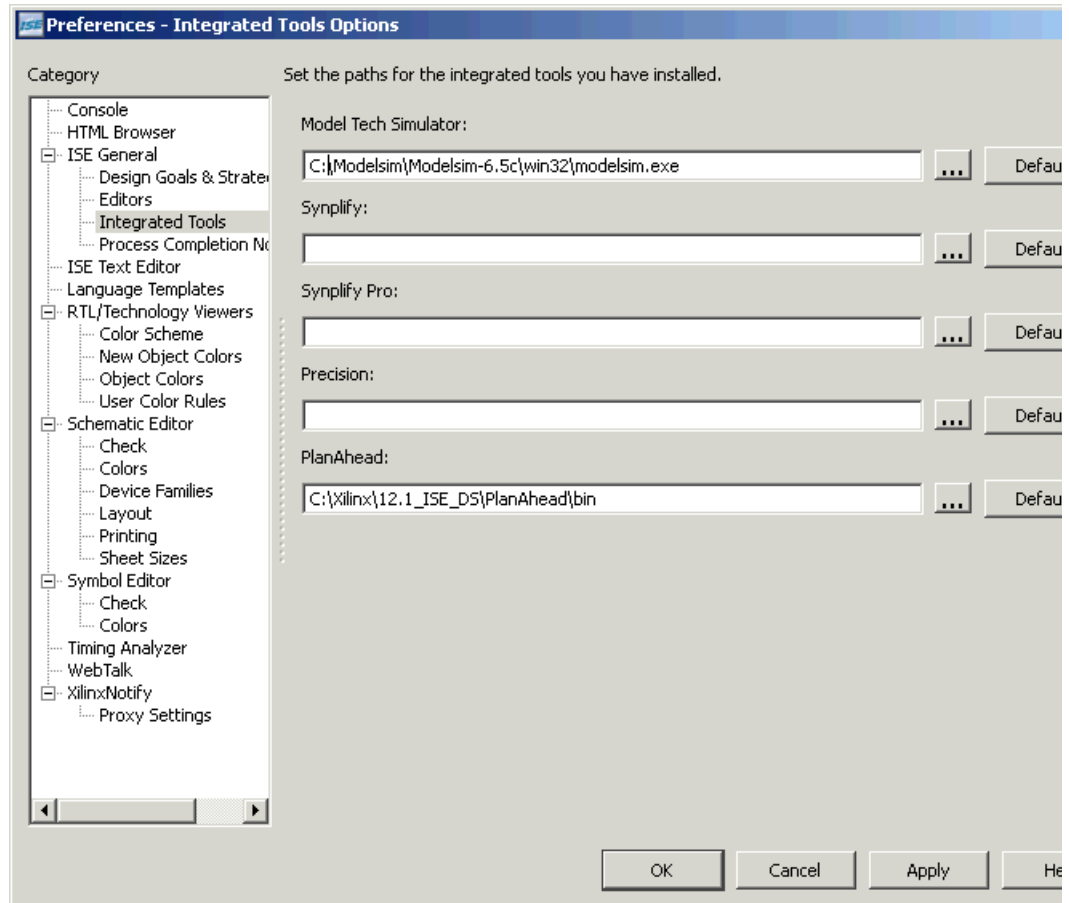 ISE Preferences - Integrated Tools Options
Category
Console
HTML Browser
ISE General
Design Goals & Strate
Editors
Integrated Tools
Process Completion No
ISE Text Editor
Language Templates
RTL/Technology Viewers
Color Scheme
New Object Colors
Object Colors
User Color Rules
Schematic Editor
Check
Colors
Device Families
Layout
Printing
Sheet Sizes
Symbol Editor
Check
Colors
Timing Analyzer
WebTalk
XilinxNotify
Proxy Settings
Set the paths for the integrated tools you have installed.
Model Tech Simulator:
C:\Modelsim\Modelsim-6.5c\win32\modelsim.exe ... Defau
Synplify:
... Defau
Synplify Pro:
... Defau
Precision:
... Defau
PlanAhead:
C:\Xilinx\12.1_ISE_DS\PlanAhead\bin ... Defau
OK Cancel Apply He